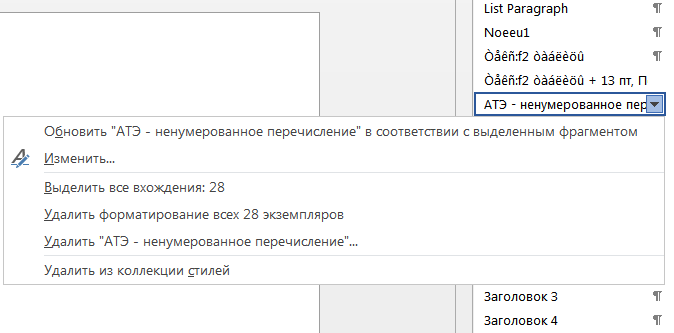 List Paragraph ¶
Noeeu1 ¶
Òåêñ:f2 òàáëèöû ¶
Òåêñ:f2 òàáëèöû + 13 пт, П
АТЭ - ненумерованное пер
Обновить "АТЭ - ненумерованное перечисление" в соответствии с выделенным фрагментом
Изменить...
Выделить все вхождения: 28
Удалить форматирование всех 28 экземпляров
Удалить "АТЭ - ненумерованное перечисление"...
Удалить из коллекции стилей
Заголовок 3 ¶
Заголовок 4 ¶